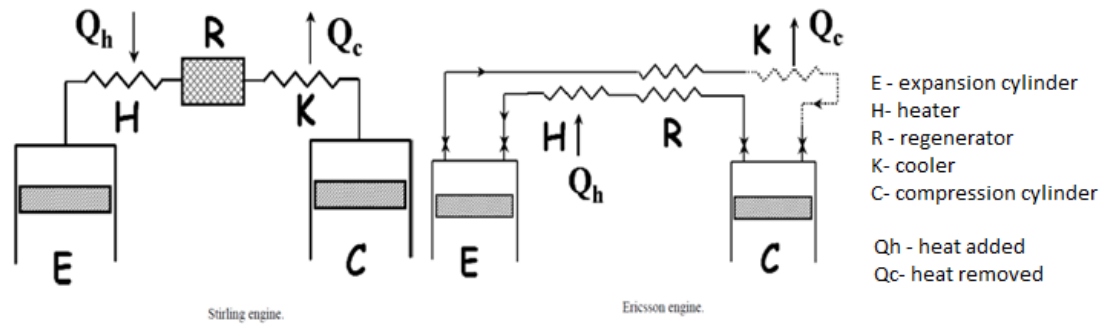 Qh
R
Qc
H
K
E
C
Stirling engine.
K
Qc
H
R
Qh
E
C
Ericsson engine.
E - expansion cylinder
H- heater
R - regenerator
K- cooler
C- compression cylinder
Qh - heat added
Qc- heat removed